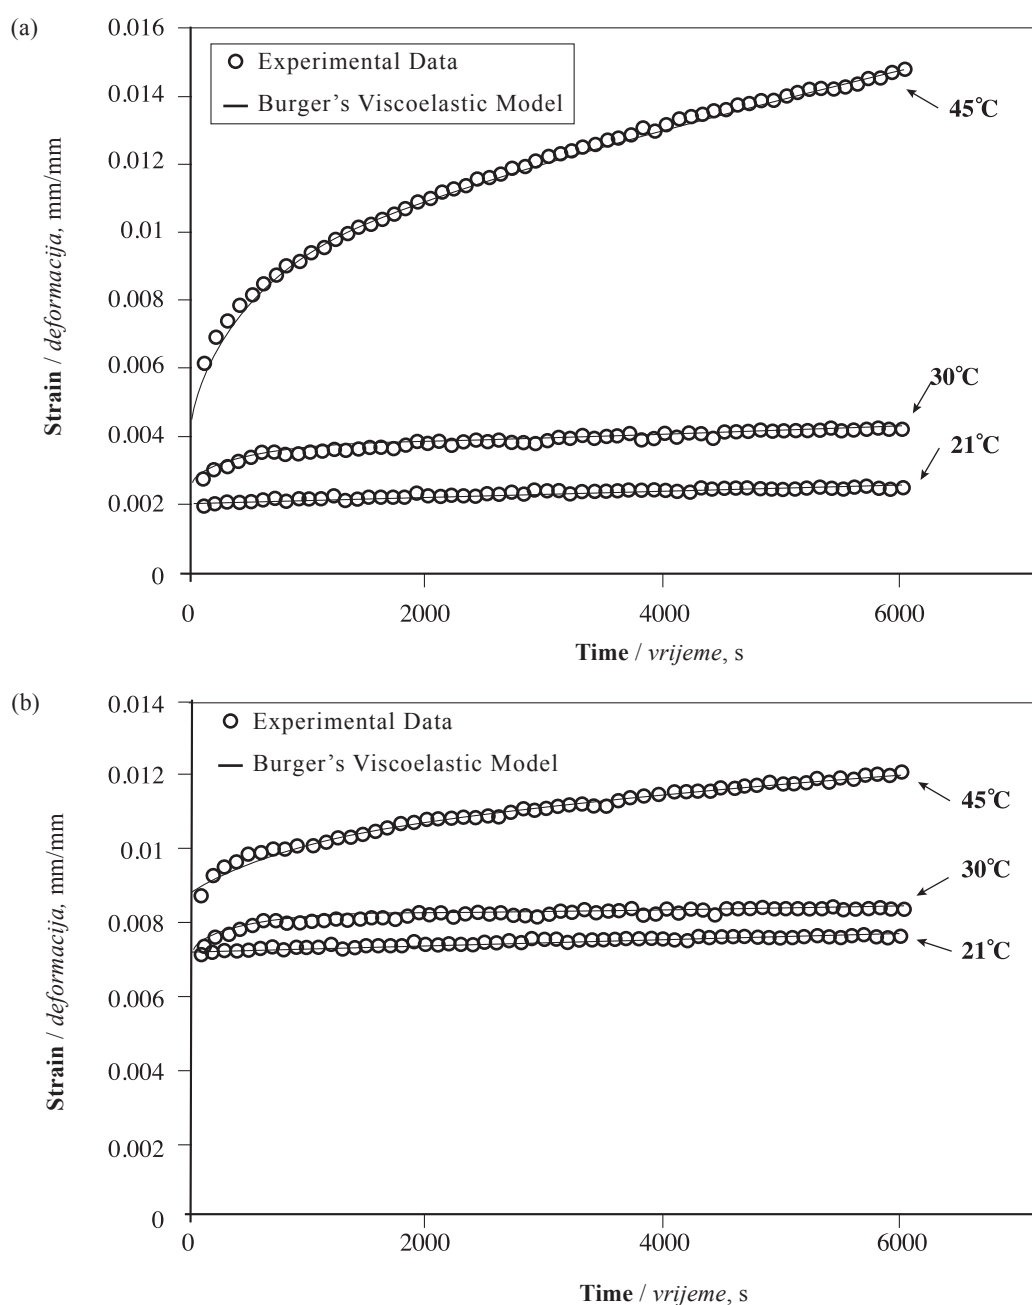 (a)
0.016
0.014
0.012
0.01
0.008
0.006
0.004
0.002
0
Strain / deformacija, mm/mm
Experimental Data
Burger's Viscoelastic Model
45°C
30°C
21°C
0
2000
4000
6000
Time / vrijeme, s
(b)
0.014
0.012
0.01
0.008
0.006
0.004
0.002
0
Strain / deformacija, mm/mm
Experimental Data
Burger's Viscoelastic Model
45°C
30°C
21°C
0
2000
4000
6000
Time / vrijeme, s